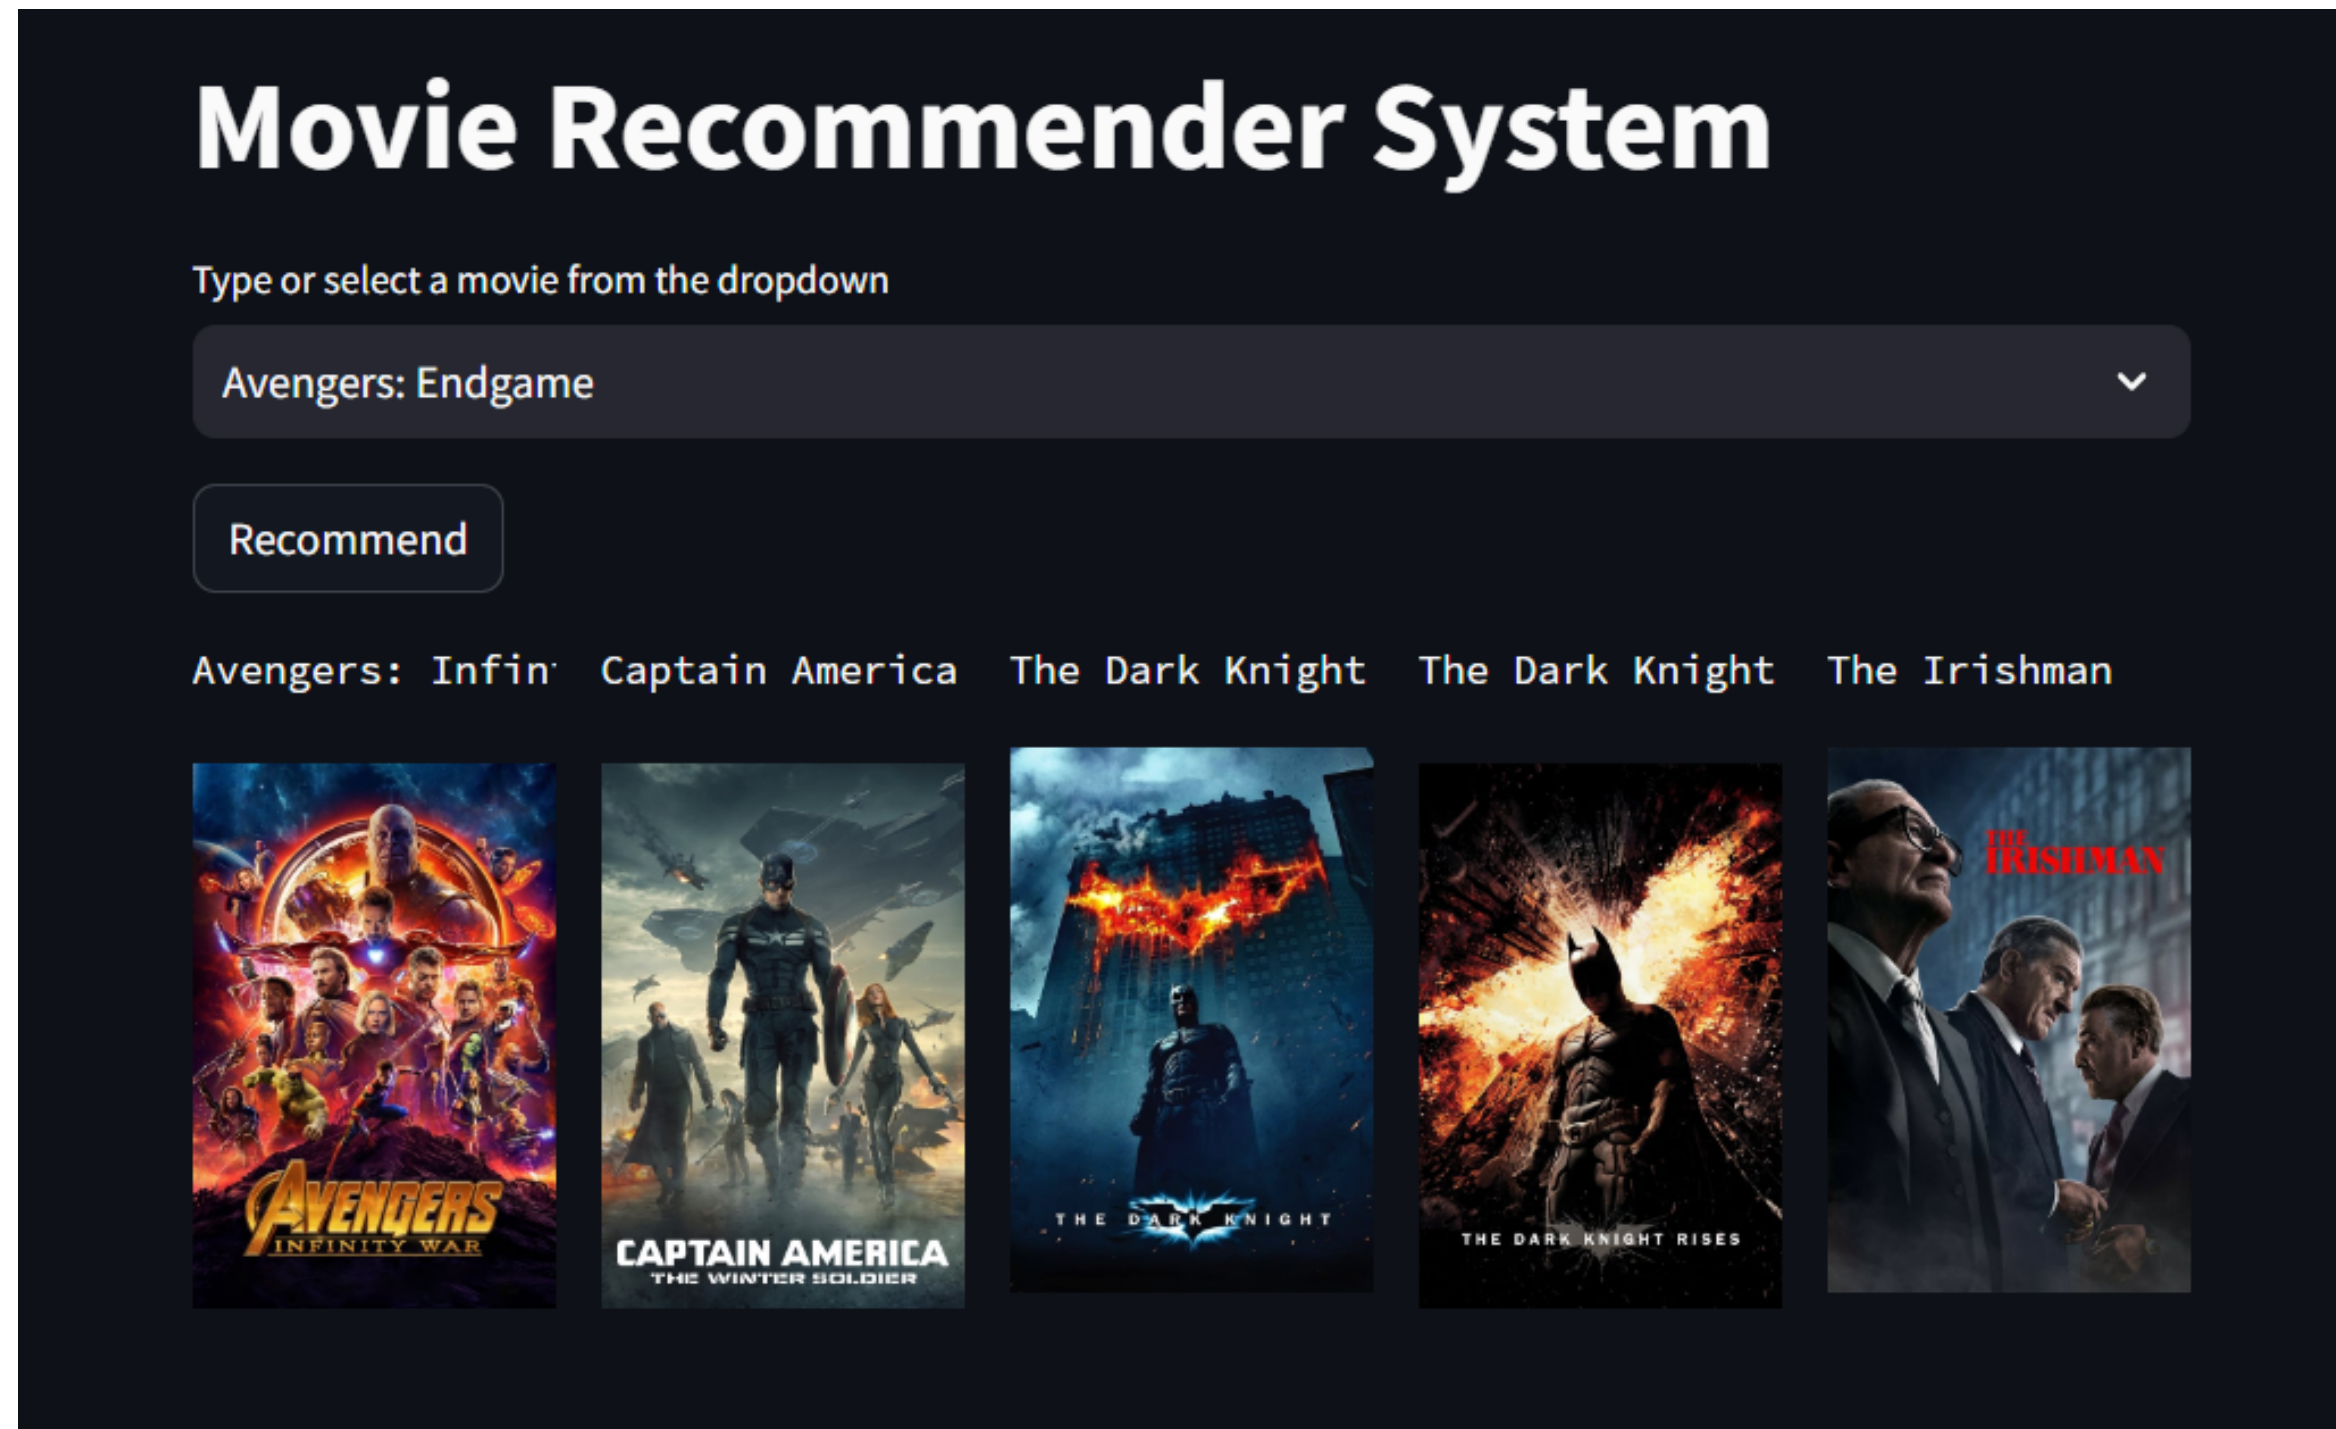 Movie Recommender System
Type or select a movie from the dropdown
Avengers: Endgame
Recommend
Avengers: Infin
Captain America
The Dark Knight
The Dark Knight
The Irishman
AVENGERS
INFINITY WAR
CAPTAIN AMERICA
THE WINTER SOLDIER
THE DARK KNIGHT
THE DARK KNIGHT RISES
THE
IRISHMAN